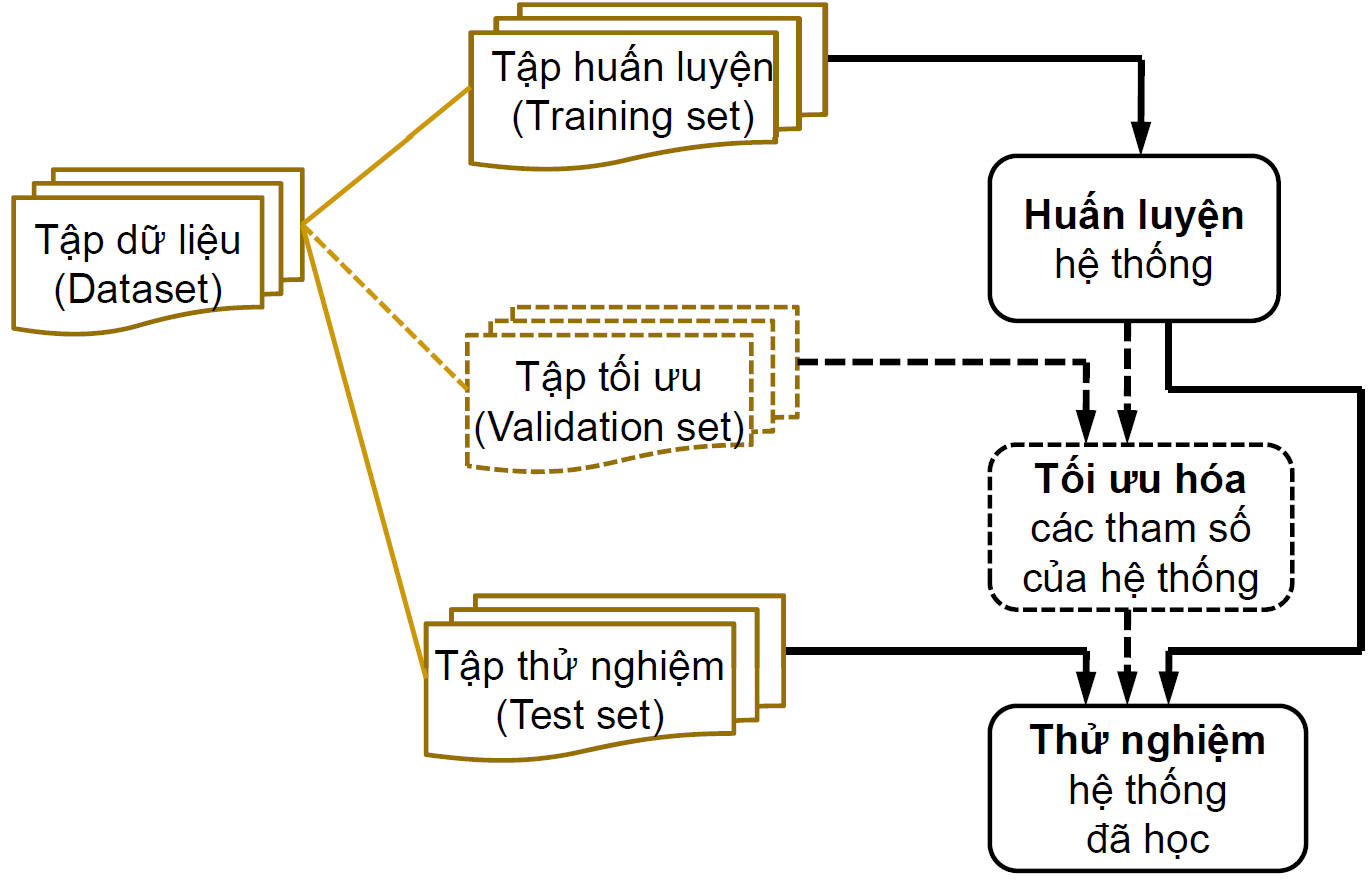 Tập huấn luyện
(Training set)
Huấn luyện
hệ thống
Tập dữ liệu
(Dataset)
Tập tối ưu
(Validation set)
Tối ưu hóa
các tham số
của hệ thống
Tập thử nghiệm
(Test set)
Thử nghiệm
hệ thống
đã học